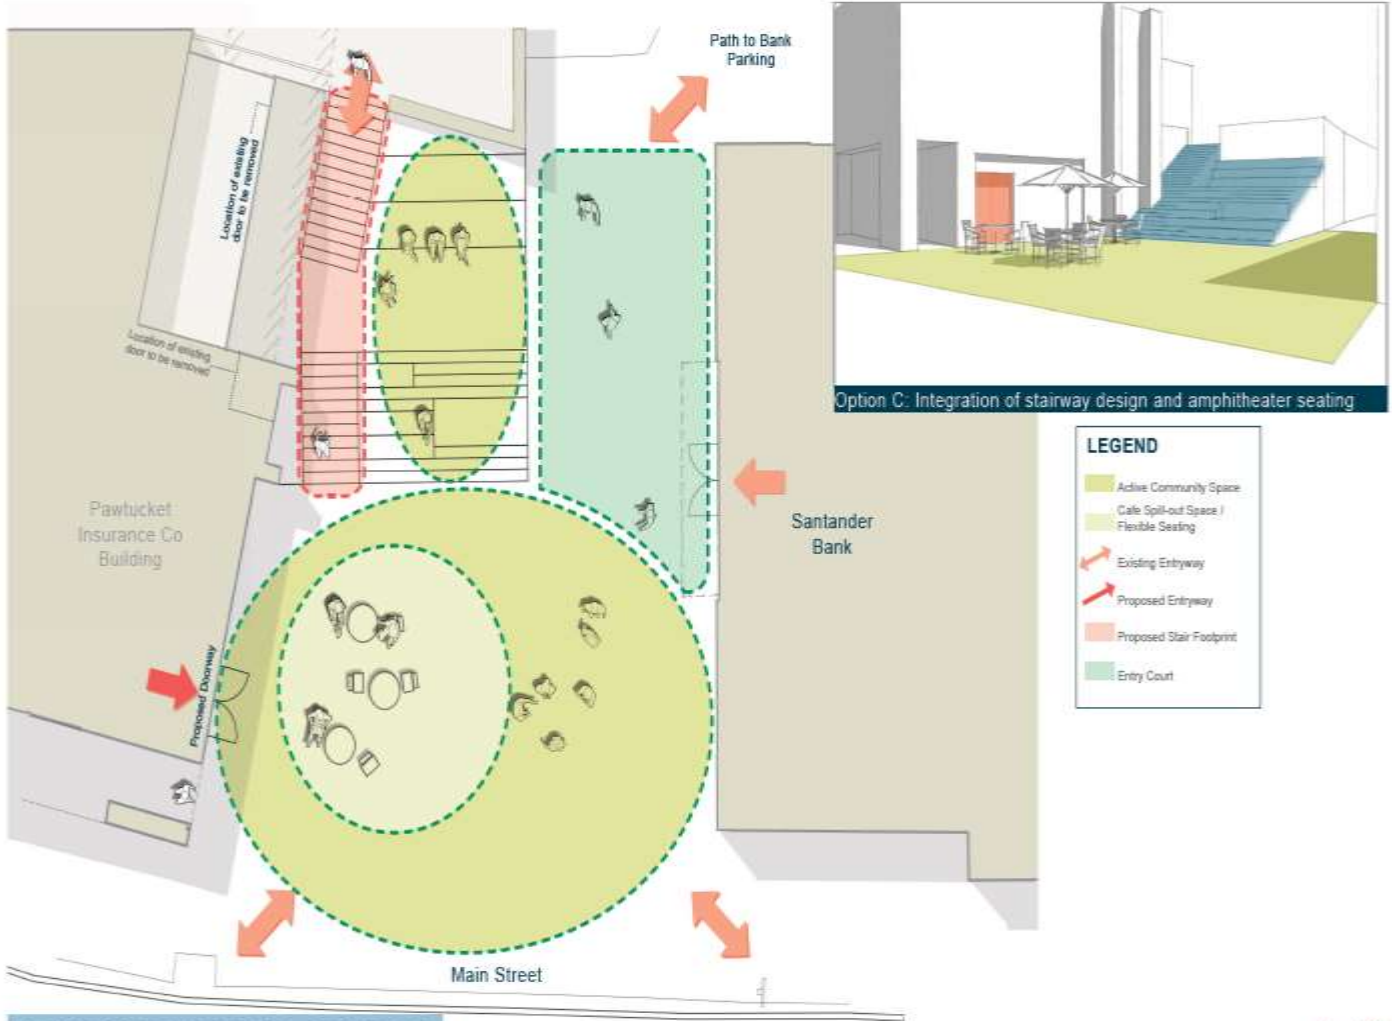 Path to Bank
Parking
Location of existing
door to be removed
Location of existing
door to be removed
Option C: Integration of stairway design and amphitheater seating
LEGEND
Active Community Space
Cafe Spill-out Space /
Flexible Seating
Existing Entryway
Proposed Entryway
Proposed Stair Footprint
Entry Court
Pawtucket
Insurance Co
Building
Santander
Bank
Proposed Doorway
Main Street